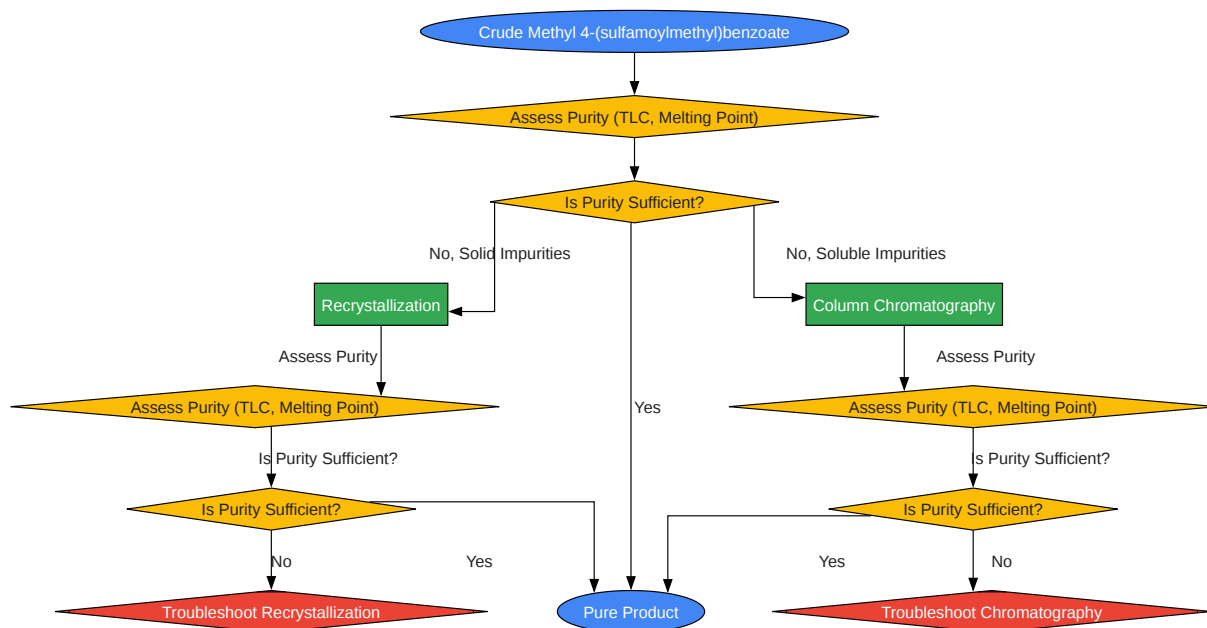 Crude Methyl 4-(sulfamoylmethyl)benzoate
Assess Purity (TLC, Melting Point)
Is Purity Sufficient?
No, Solid Impurities
No, Soluble Impurities
Recrystallization
Column Chromatography
Assess Purity
Assess Purity
Assess Purity (TLC, Melting Point)
Yes
Assess Purity (TLC, Melting Point)
Is Purity Sufficient?
Is Purity Sufficient?
Is Purity Sufficient?
Is Purity Sufficient?
No
Yes
Yes
No
Troubleshoot Recrystallization
Pure Product
Troubleshoot Chromatography